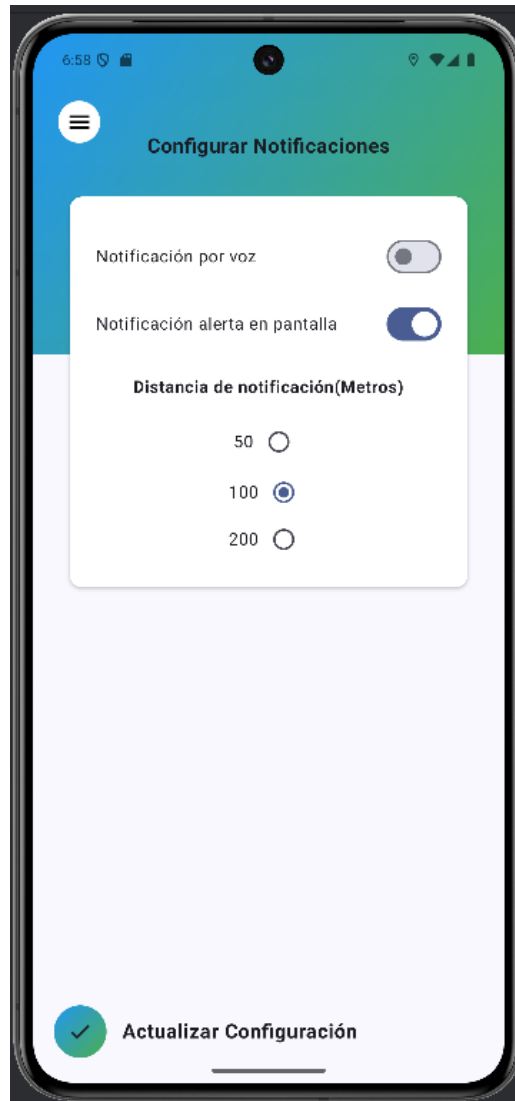 6:58
Configurar Notificaciones
Notificación por voz
Notificación alerta en pantalla
Distancia de notificación(Metros)
50
100
200
Actualizar Configuración